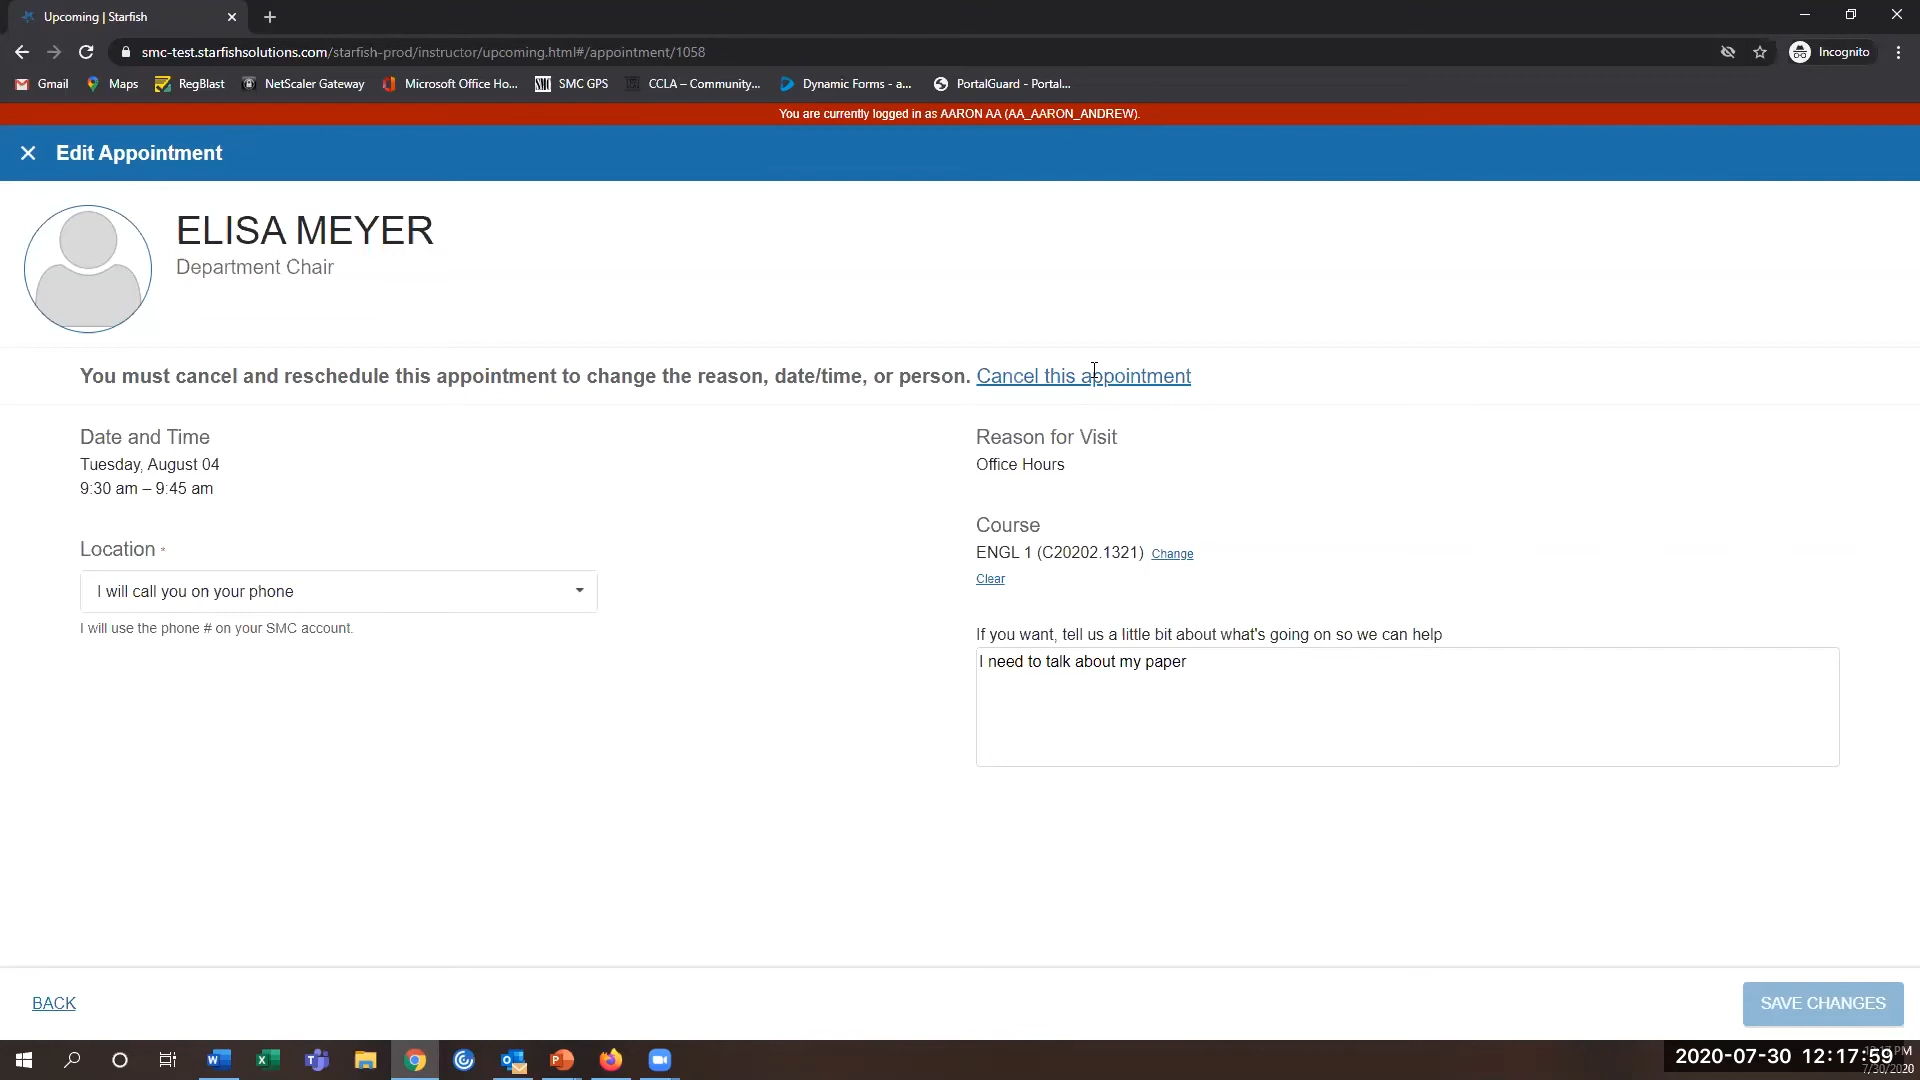 Upcoming | Starfish
smc-test.starfishsolutions.com/starfish-prod/instructor/upcoming.html#/appointment/1058
Incognito
Gmail Maps RegBlast NetScaler Gateway Microsoft Office Ho... SMC GPS CCLA – Community... Dynamic Forms - a... PortalGuard - Portal...
You are currently logged in as AARON AA (AA_AARON_ANDREW).
Edit Appointment
ELISA MEYER
Department Chair
You must cancel and reschedule this appointment to change the reason, date/time, or person. Cancel this appointment
Date and Time
Tuesday, August 04
9:30 am – 9:45 am
Location *
I will call you on your phone
I will use the phone # on your SMC account.
Reason for Visit
Office Hours
Course
ENGL 1 (C20202.1321) Change
Clear
If you want, tell us a little bit about what's going on so we can help
I need to talk about my paper
BACK
SAVE CHANGES
2020-07-30 12:17:59
7/30/2020